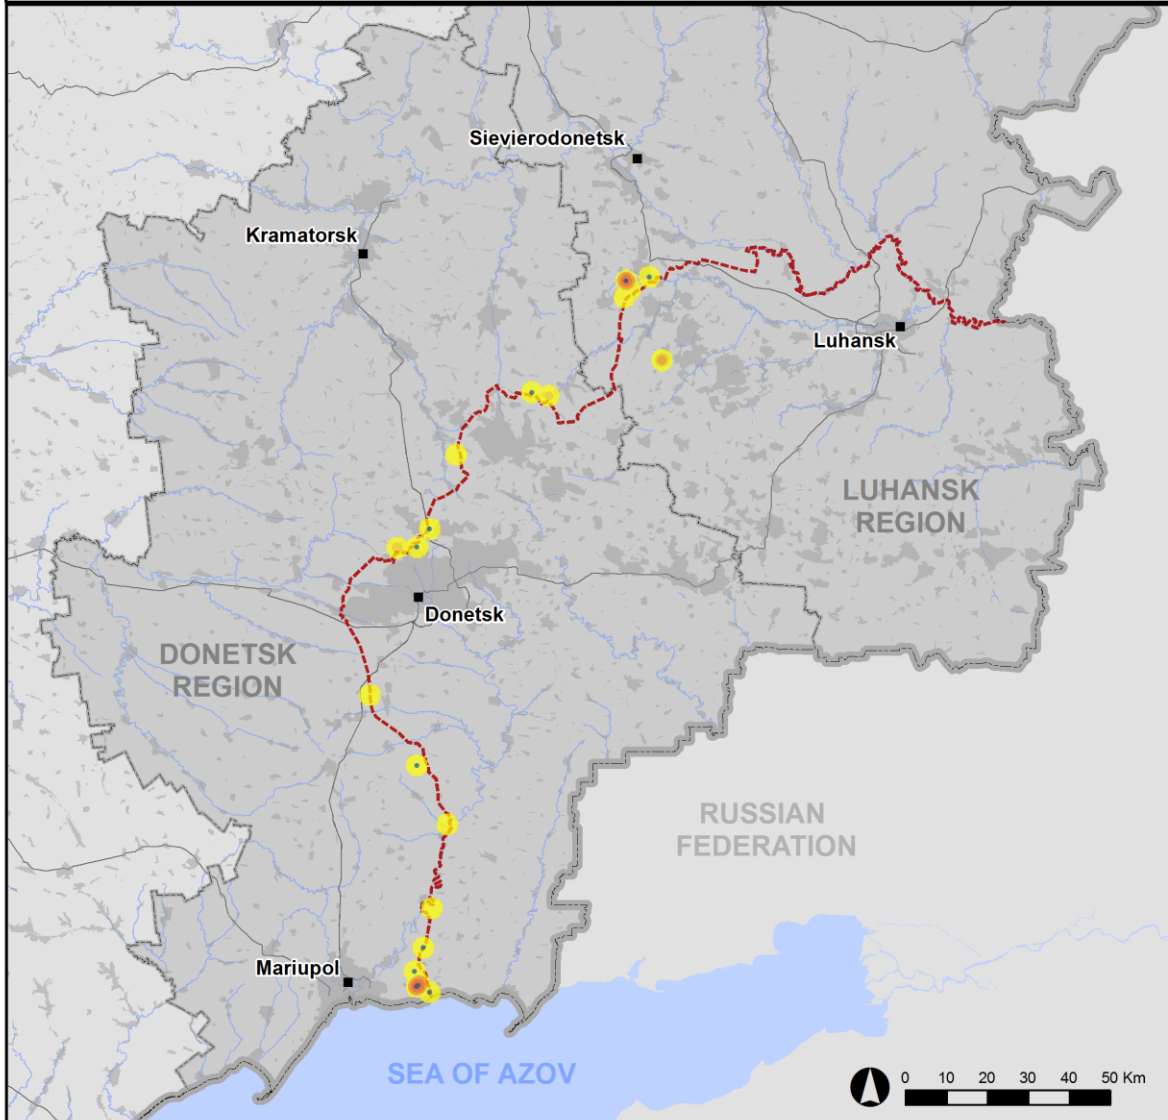 Sievierodonetsk
Kramatorsk
Luhansk
LUHANSK
REGION
Donetsk
DONETSK
REGION
RUSSIAN
FEDERATION
Mariupol
SEA OF AZOV
0 10 20 30 40 50 Km